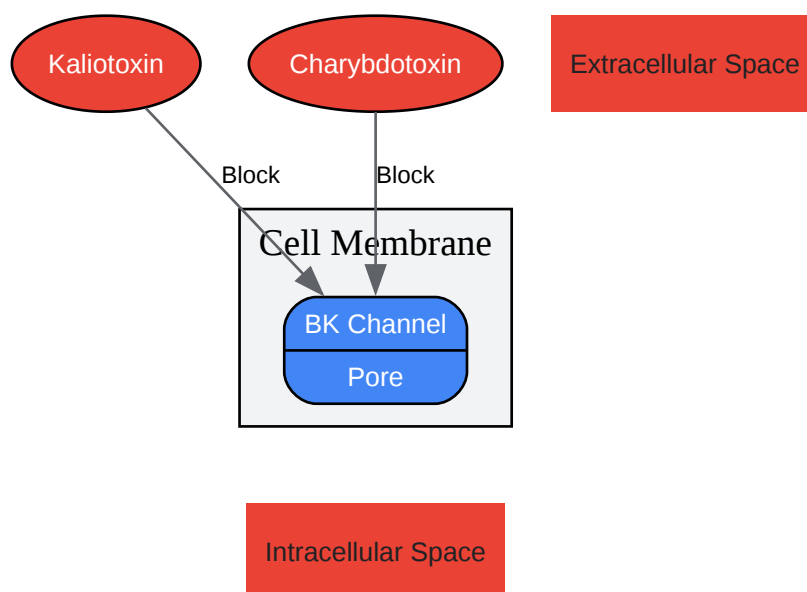 Kaliotoxin
Charybdotoxin
Extracellular Space
Block
Block
Cell Membrane
BK Channel
Pore
Intracellular Space